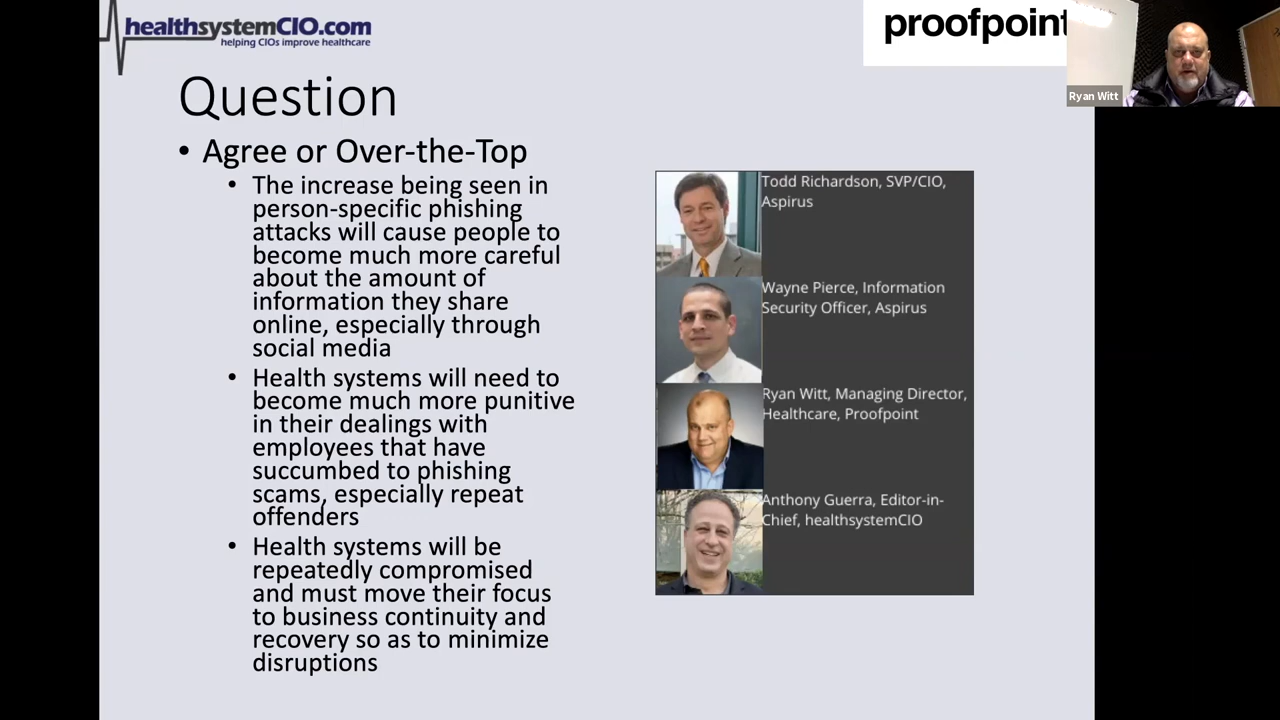 healthsystemCIO.com
helping CIOs improve healthcare
proofpoint
Ryan Witt
Question
• Agree or Over-the-Top
• The increase being seen in
person-specific phishing
attacks will cause people to
become much more careful
about the amount of
information they share
online, especially through
social media
• Health systems will need to
become much more punitive
in their dealings with
employees that have
succumbed to phishing
scams, especially repeat
offenders
• Health systems will be
repeatedly compromised
and must move their focus
to business continuity and
recovery so as to minimize
disruptions
Todd Richardson, SVP/CIO,
Aspirus
Wayne Pierce, Information
Security Officer, Aspirus
Ryan Witt, Managing Director,
Healthcare, Proofpoint
Anthony Guerra, Editor-in-
Chief, healthsystemCIO